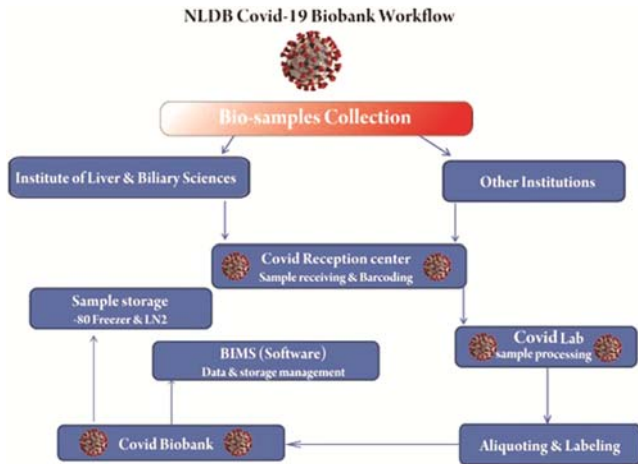 NLDB Covid-19 Biobank Workflow
Bio-samples Collection
Institute of Liver & Biliary Sciences
Other Institutions
Covid Reception center
Sample receiving & Barcoding
Sample storage
-80 Freezer & LN2
BIMS (Software)
Data & storage management
Covid Lab
sample processing
Covid Biobank
Aliquoting & Labeling